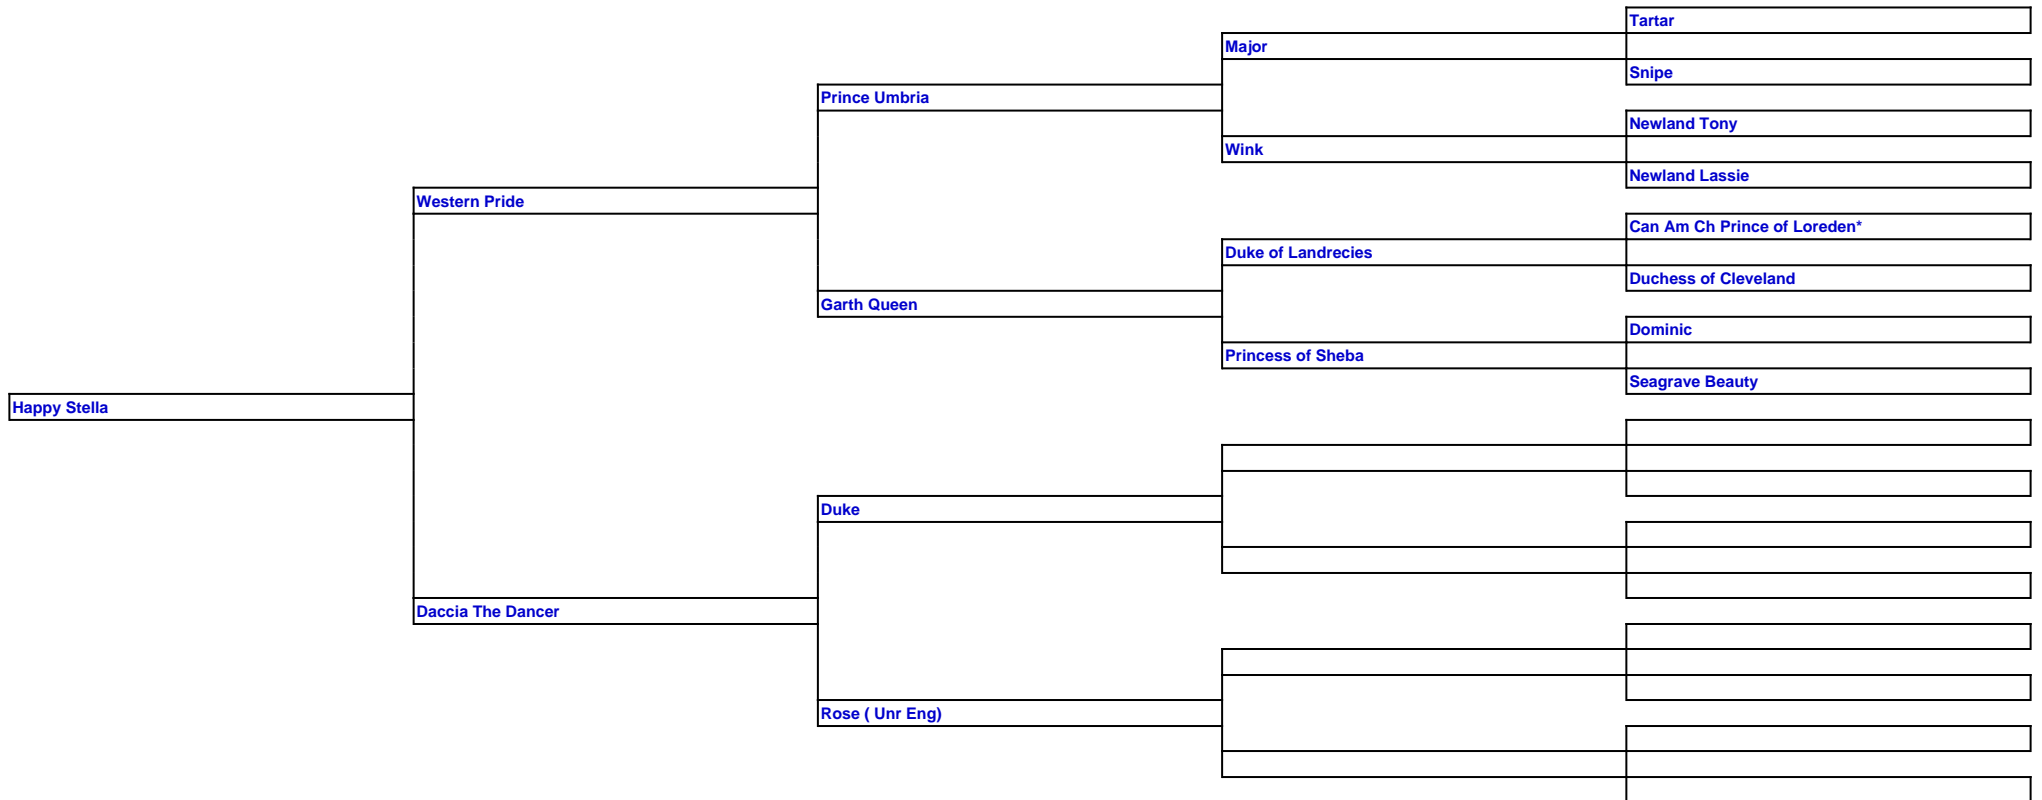 Tartar
Major
Snipe
Prince Umbria
Newland Tony
Wink
Newland Lassie
Western Pride
Can Am Ch Prince of Loreden*
Duke of Landrecies
Duchess of Cleveland
Garth Queen
Dominic
Princess of Sheba
Seagrave Beauty
Happy Stella
Duke
Daccia The Dancer
Rose ( Unr Eng)